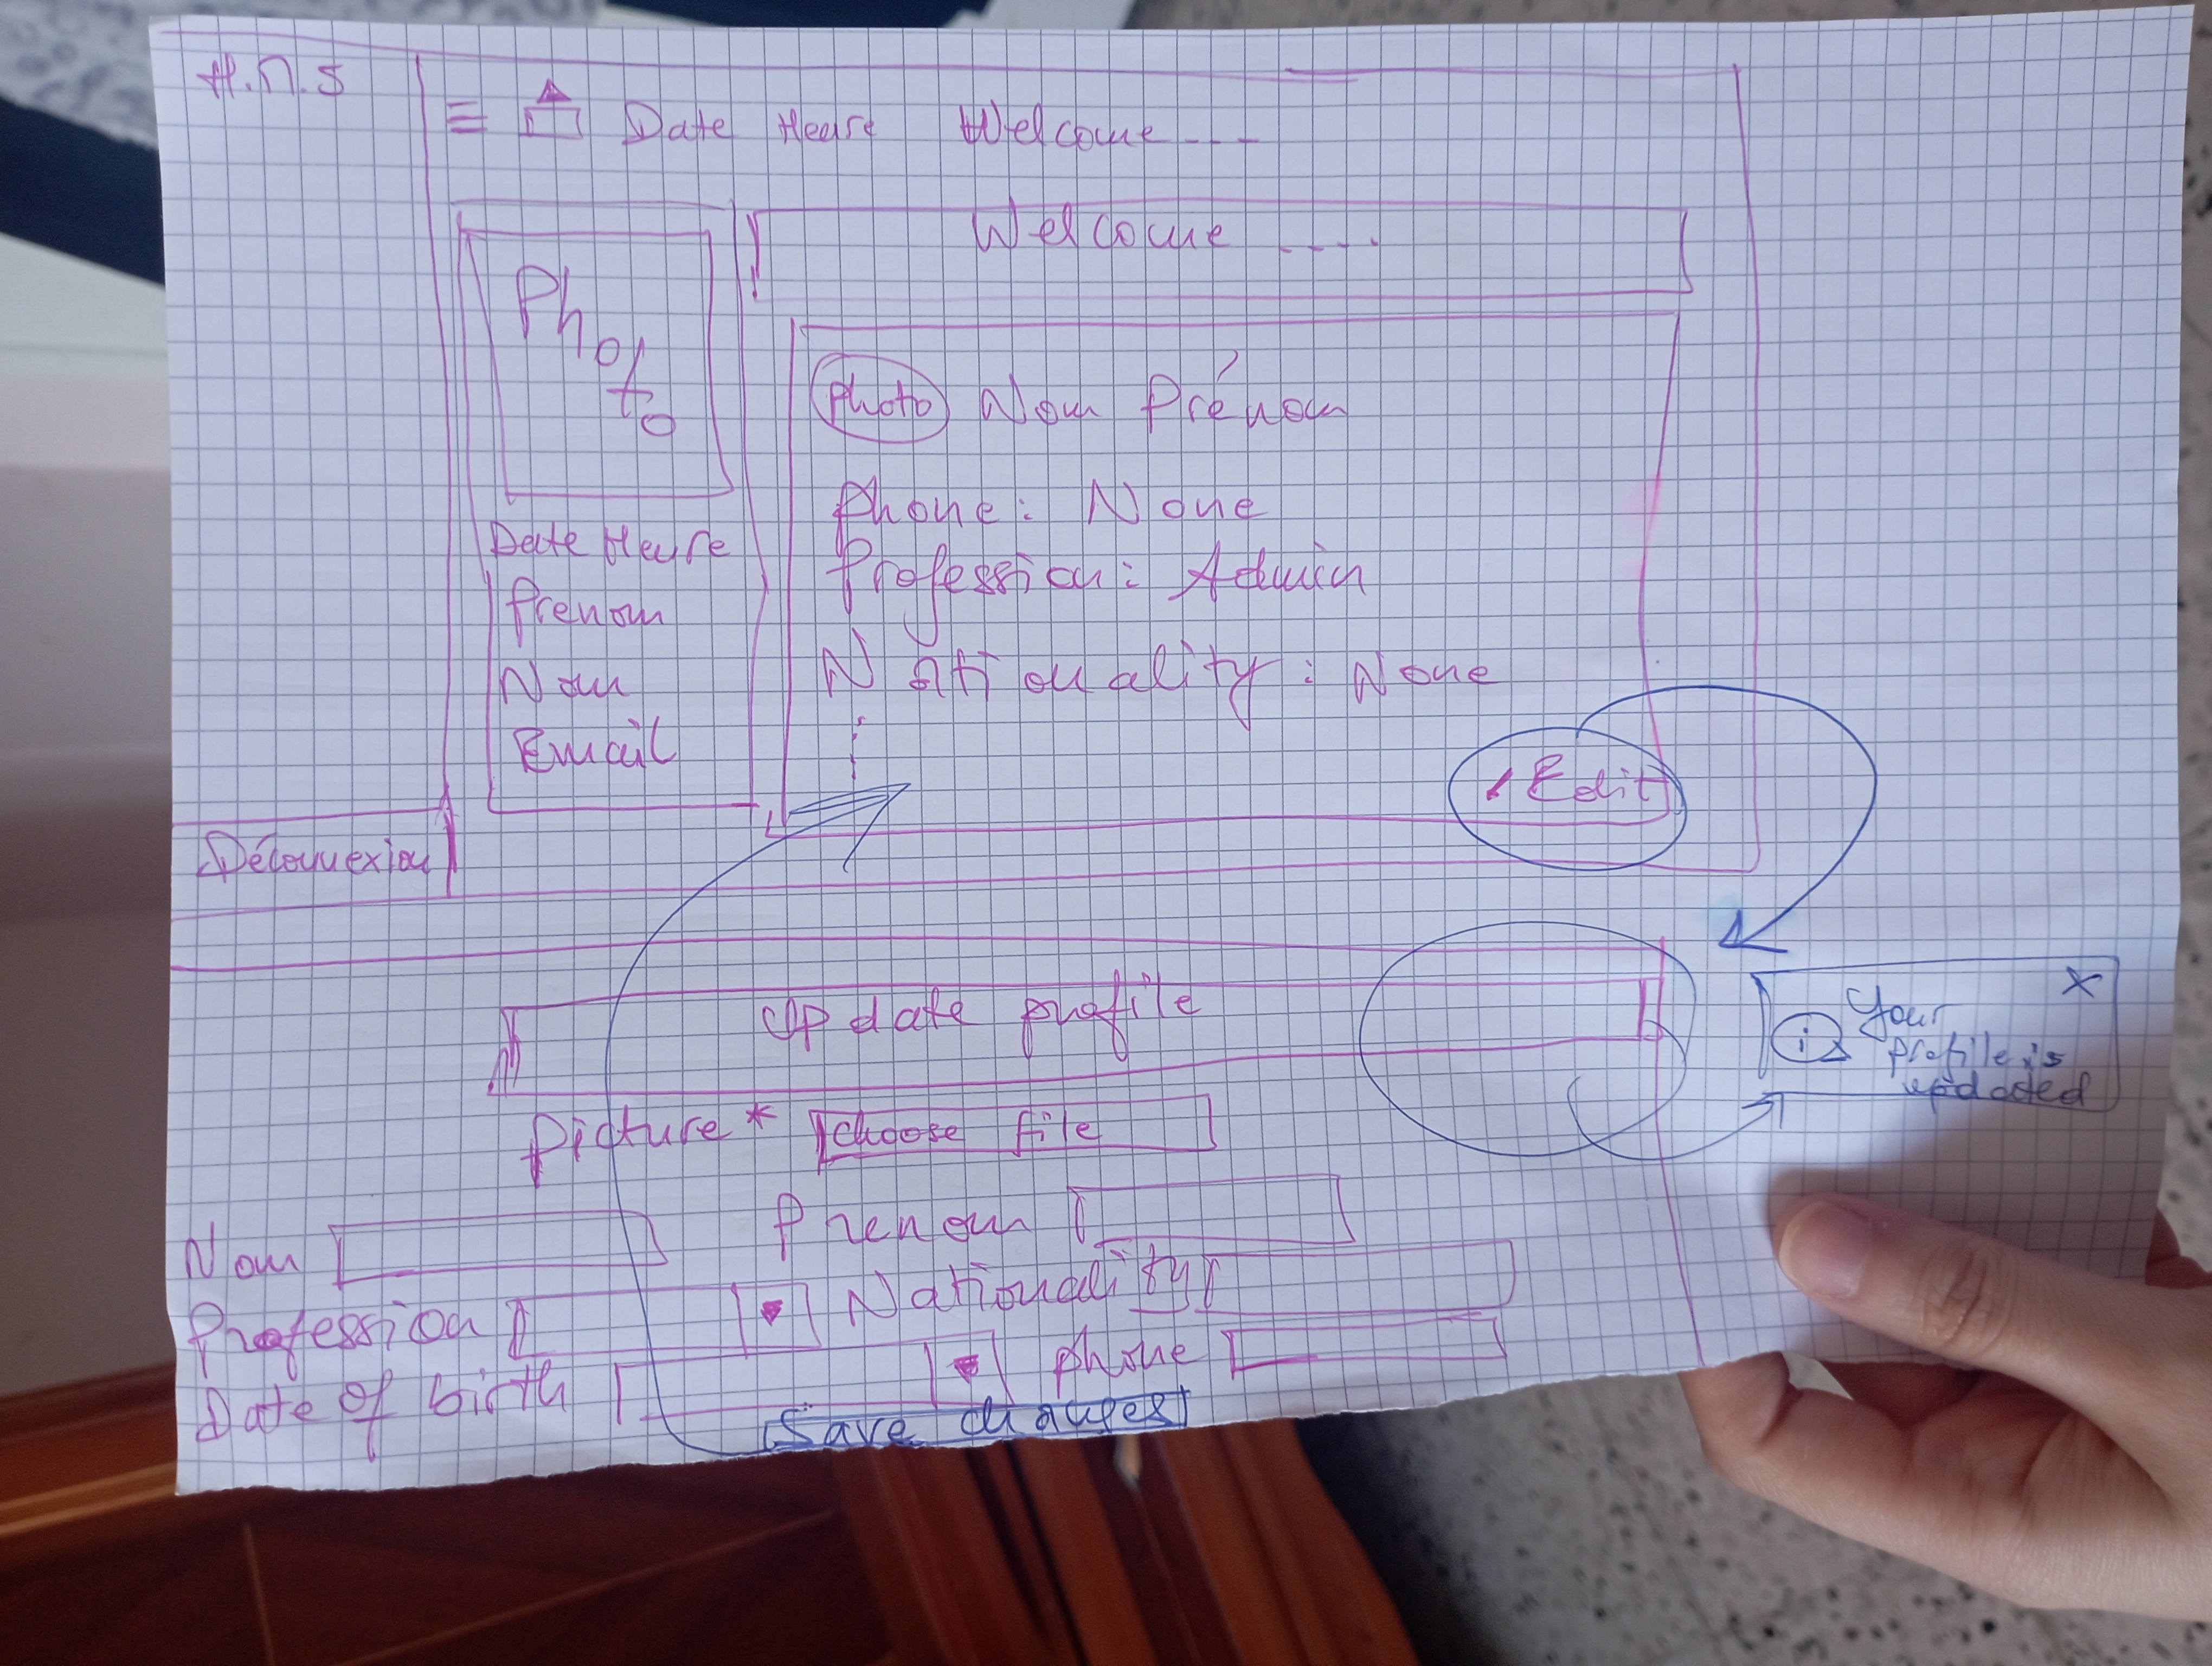 H.N.S
Date Heure Welcome----
Welcome ----.
Photo
Photo Nom Prénom
Date Heure
Phone : None
Prenom
Profession : Admin
Nom
Nationality : None
Email
Edit
Déconnexion
Update profile
Your X
profile is
updated
Picture * choose file
Nom Prenom
Profession Nationality
Date of birth Phone
Save changes